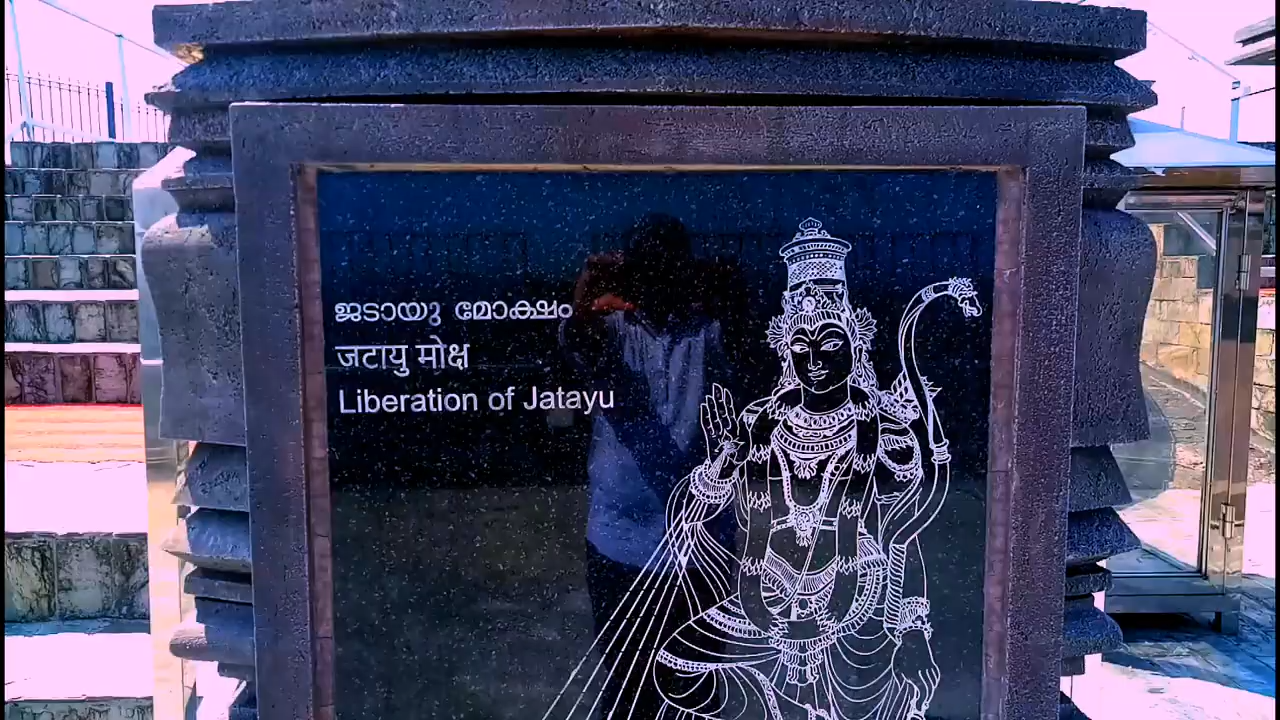 ജടായു മോക്ഷം
जटायु मोक्ष
Liberation of Jatayu